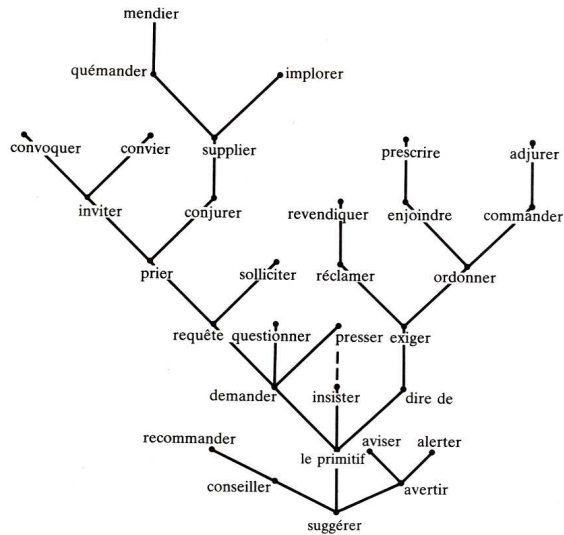 mendier
quémander implorer
convoquer convier supplier prescrire adjurer
inviter conjurer revendiquer enjoindre commander
prier solliciter réclamer ordonner
requête questionner presser exiger
demander insister dire de
recommander aviser alerter
le primitif
conseiller avertir
suggérer